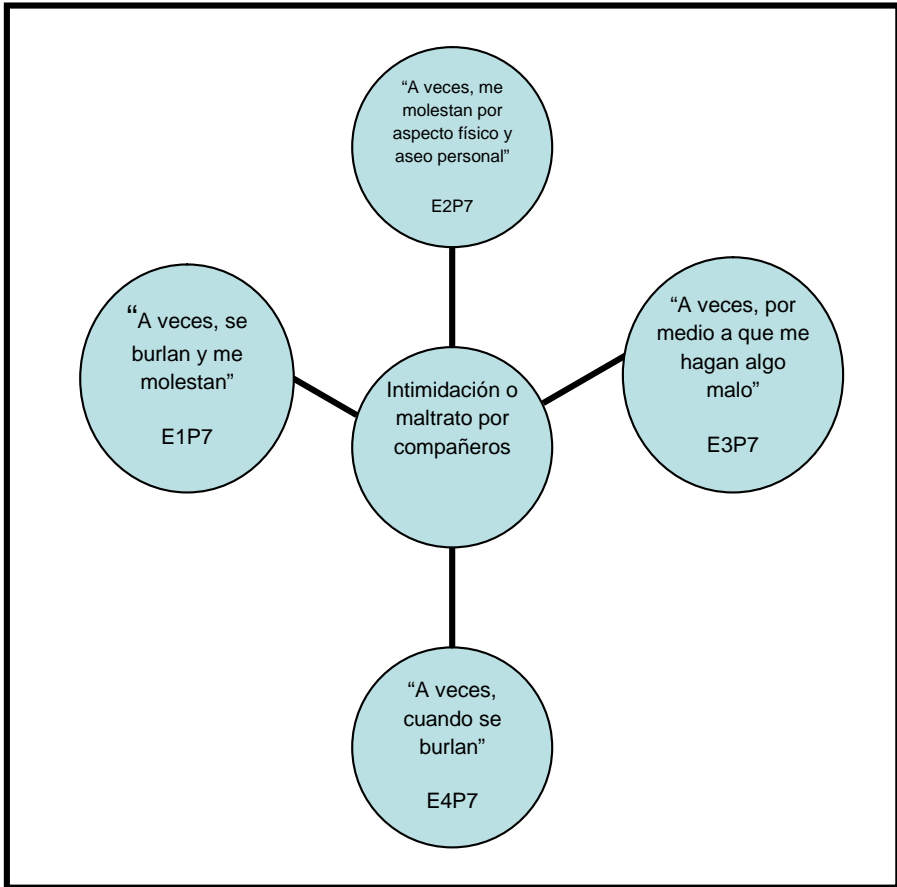 “A veces, me
molestan por
aspecto físico y
aseo personal”
E2P7
“A veces, se
burlan y me
molestan”
E1P7
Intimidación o
maltrato por
compañeros
“A veces, por
medio a que me
hagan algo
malo”
E3P7
“A veces,
cuando se
burlan”
E4P7